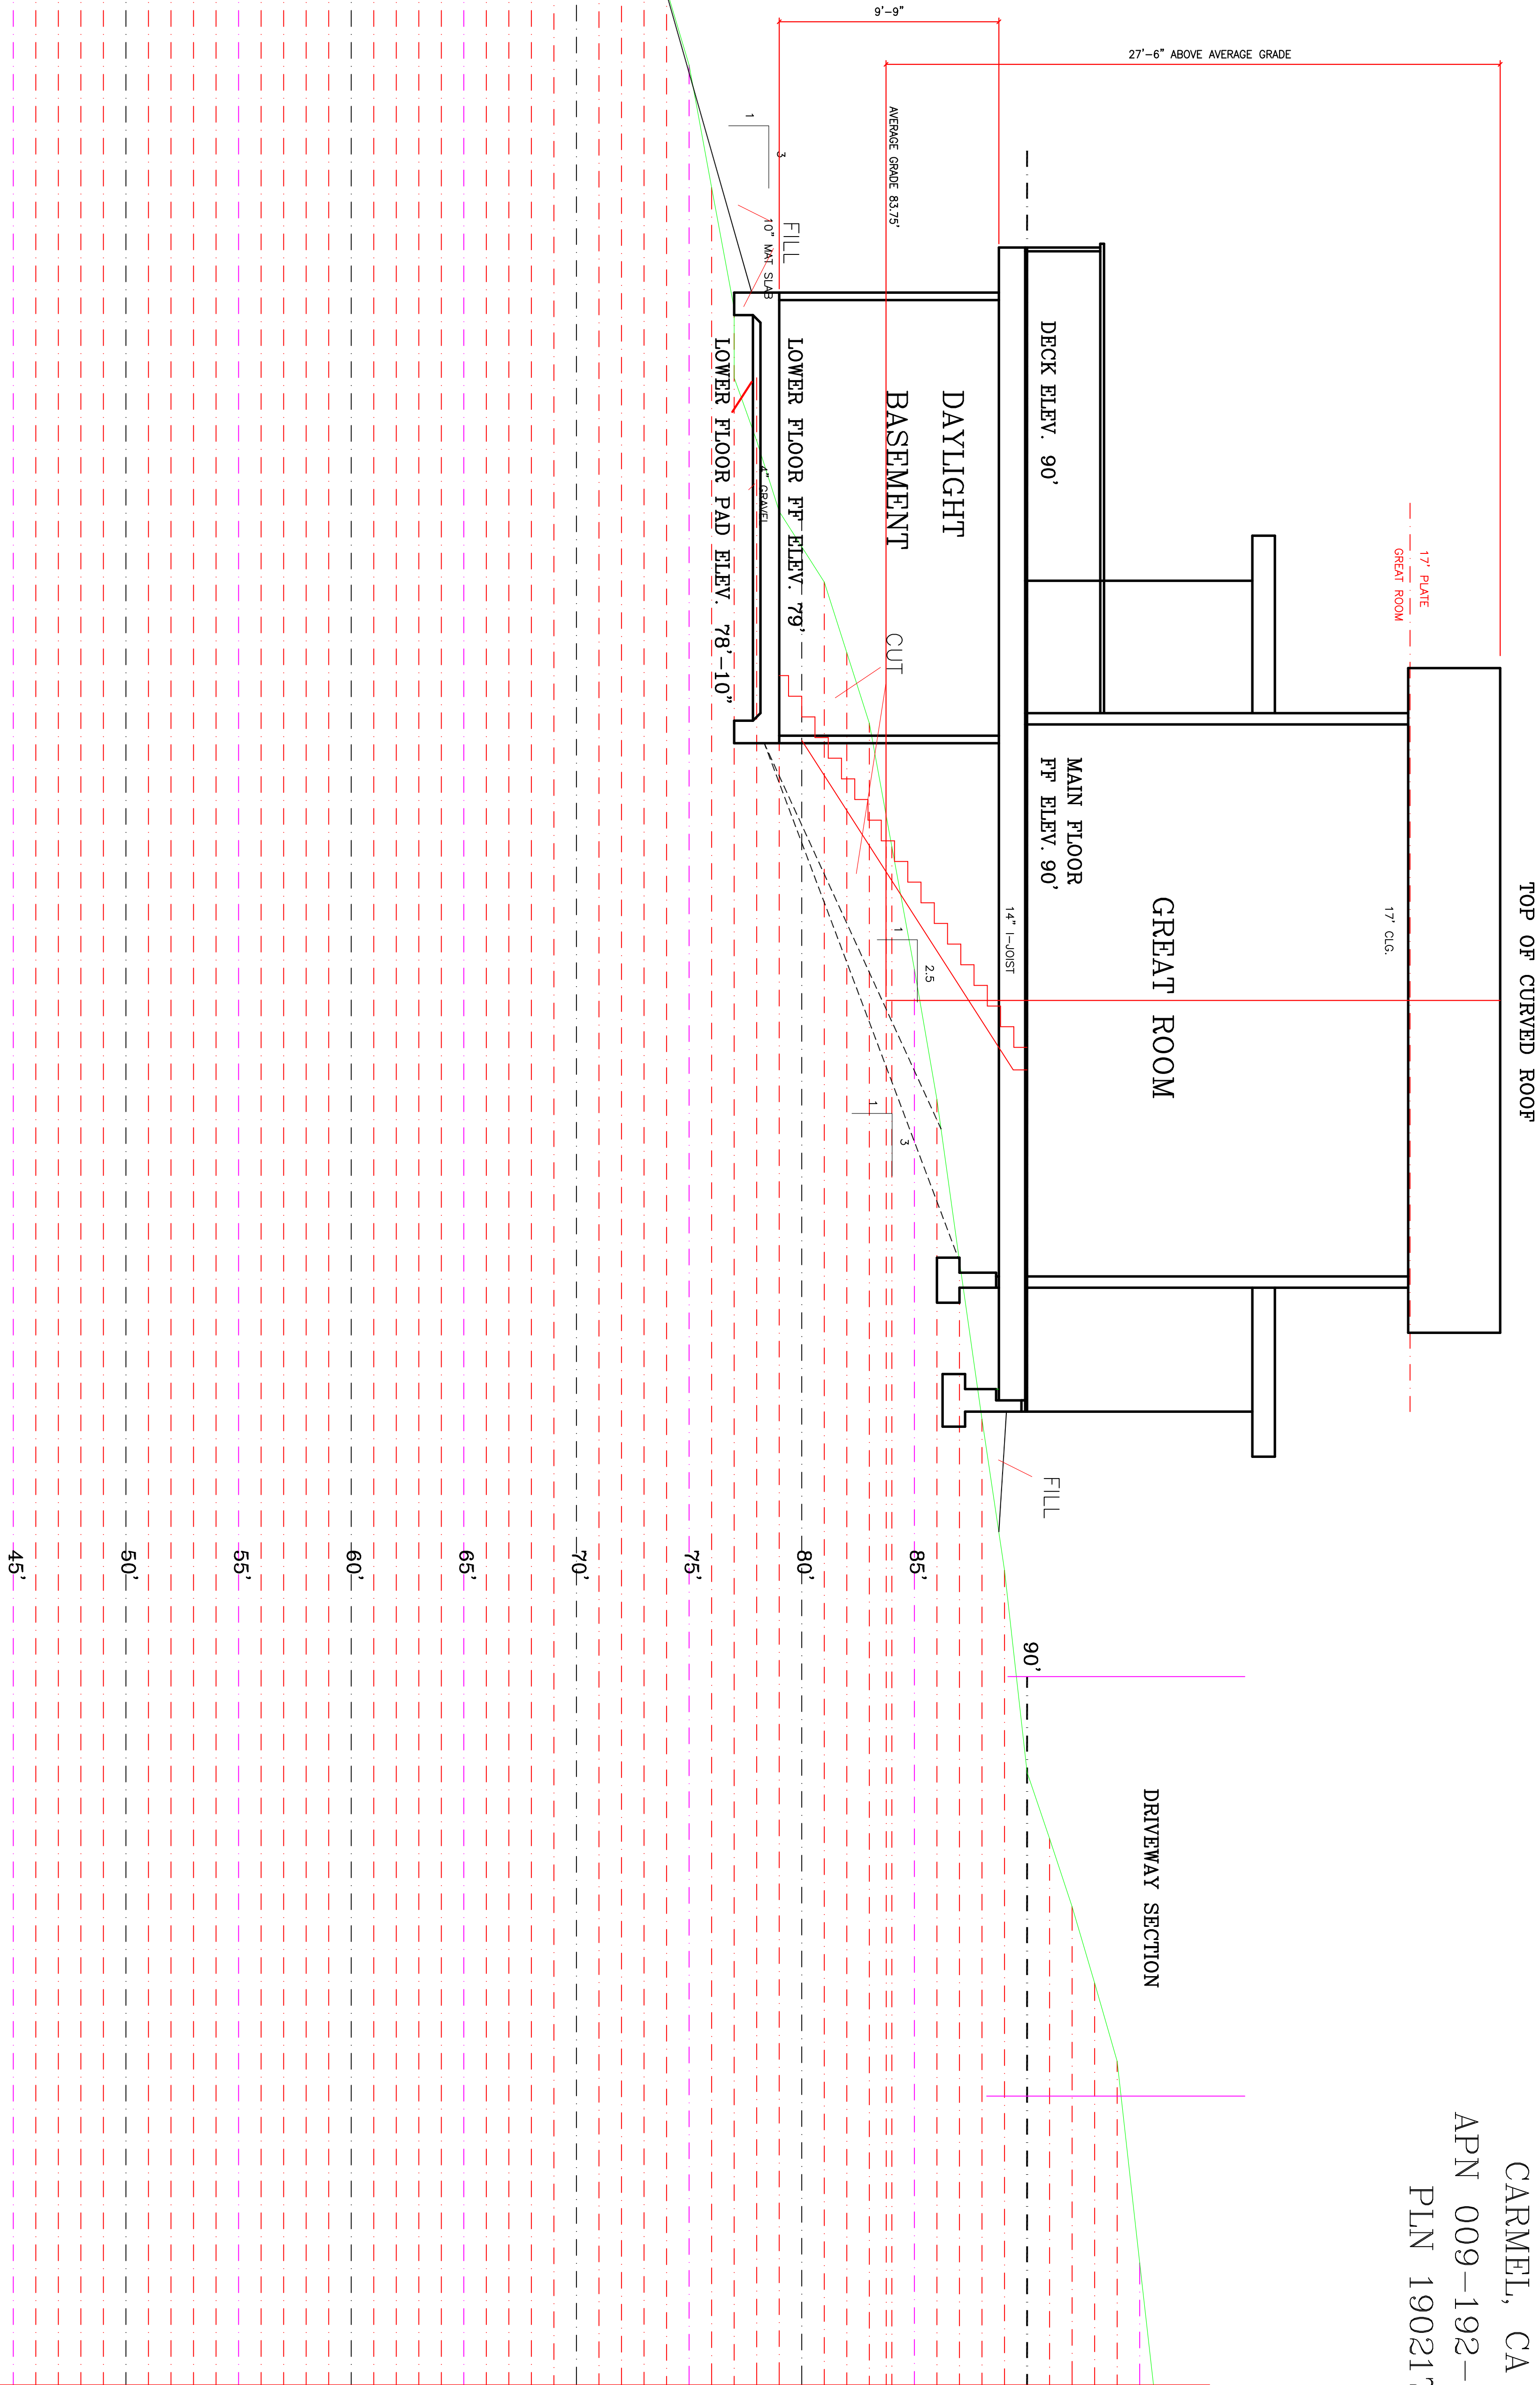 TOP OF CURVED ROOF
CARMEL, CA
APN 009-192-
PLN 19021
17' PLATE
GREAT ROOM
17' CLG.
27'-6" ABOVE AVERAGE GRADE
9'-9"
AVERAGE GRADE 83.75'
GREAT ROOM
DRIVEWAY SECTION
MAIN FLOOR
FF ELEV. 90'
DECK ELEV. 90'
14" I-JOIST
FILL
90'
DAYLIGHT
BASEMENT
CUT
1
2.5
1
3
85'
LOWER FLOOR FF ELEV. 79'
FILL
10" MAT SLAB
4" GRAVEL
LOWER FLOOR PAD ELEV. 78'-10"
1
3
80'
75'
70'
65'
60'
55'
50'
45'